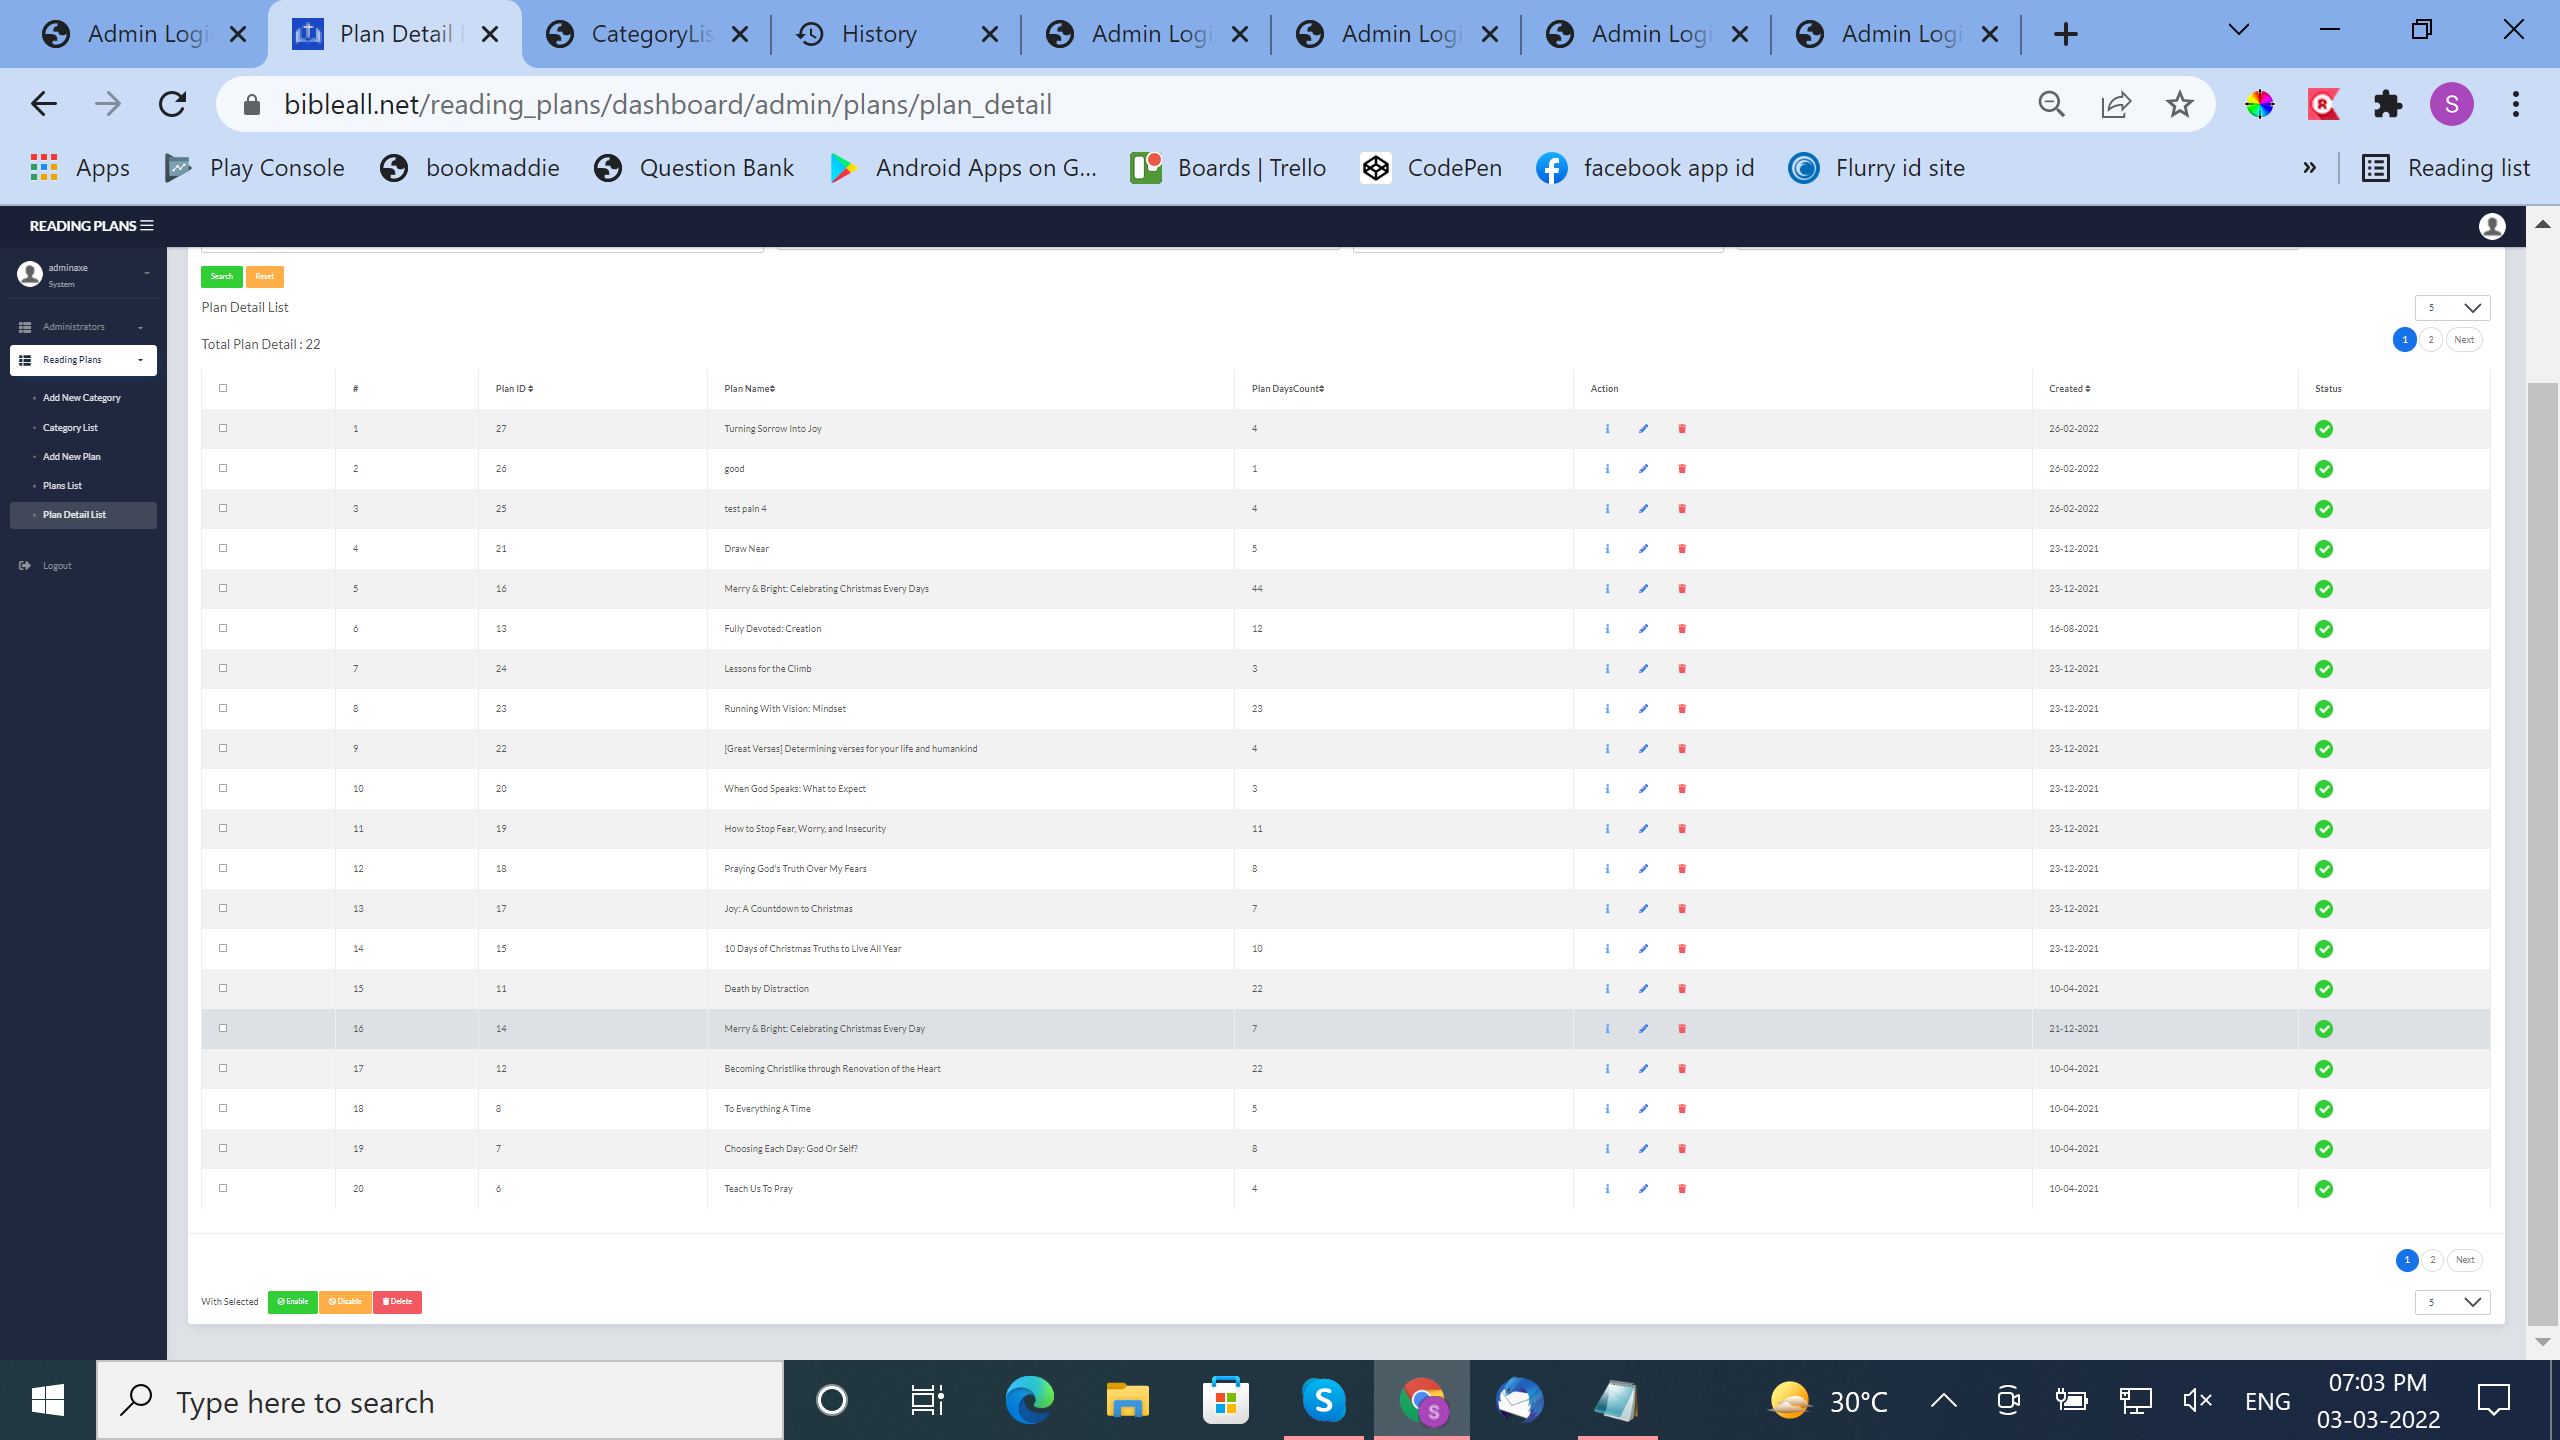 Admin Logi
Plan Detail L
CategoryLis
History
Admin Logi
Admin Logi
Admin Logi
Admin Logi
bibleall.net/reading_plans/dashboard/admin/plans/plan_detail
S
Apps
Play Console
bookmaddie
Question Bank
Android Apps on G...
Boards | Trello
CodePen
facebook app id
Flurry id site
»
Reading list
READING PLANS
adminaxe
System
Administrators
Reading Plans
Add New Category
Category List
Add New Plan
Plans List
Plan Detail List
Logout
Search Reset
Plan Detail List
5
Total Plan Detail : 22
1 2 Next
# Plan ID Plan Name Plan DaysCount Action Created Status
1 27 Turning Sorrow Into Joy 4 26-02-2022
2 26 good 1 26-02-2022
3 25 test paln 4 4 26-02-2022
4 21 Draw Near 5 23-12-2021
5 16 Merry & Bright: Celebrating Christmas Every Days 44 23-12-2021
6 13 Fully Devoted: Creation 12 16-08-2021
7 24 Lessons for the Climb 3 23-12-2021
8 23 Running With Vision: Mindset 23 23-12-2021
9 22 [Great Verses] Determining verses for your life and humankind 4 23-12-2021
10 20 When God Speaks: What to Expect 3 23-12-2021
11 19 How to Stop Fear, Worry, and Insecurity 11 23-12-2021
12 18 Praying God's Truth Over My Fears 8 23-12-2021
13 17 Joy: A Countdown to Christmas 7 23-12-2021
14 15 10 Days of Christmas Truths to Live All Year 10 23-12-2021
15 11 Death by Distraction 22 10-04-2021
16 14 Merry & Bright: Celebrating Christmas Every Day 7 21-12-2021
17 12 Becoming Christlike through Renovation of the Heart 22 10-04-2021
18 8 To Everything A Time 5 10-04-2021
19 7 Choosing Each Day: God Or Self? 8 10-04-2021
20 6 Teach Us To Pray 4 10-04-2021
1 2 Next
With Selected Enable Disable Delete
5
Type here to search
30°C
ENG
07:03 PM
03-03-2022